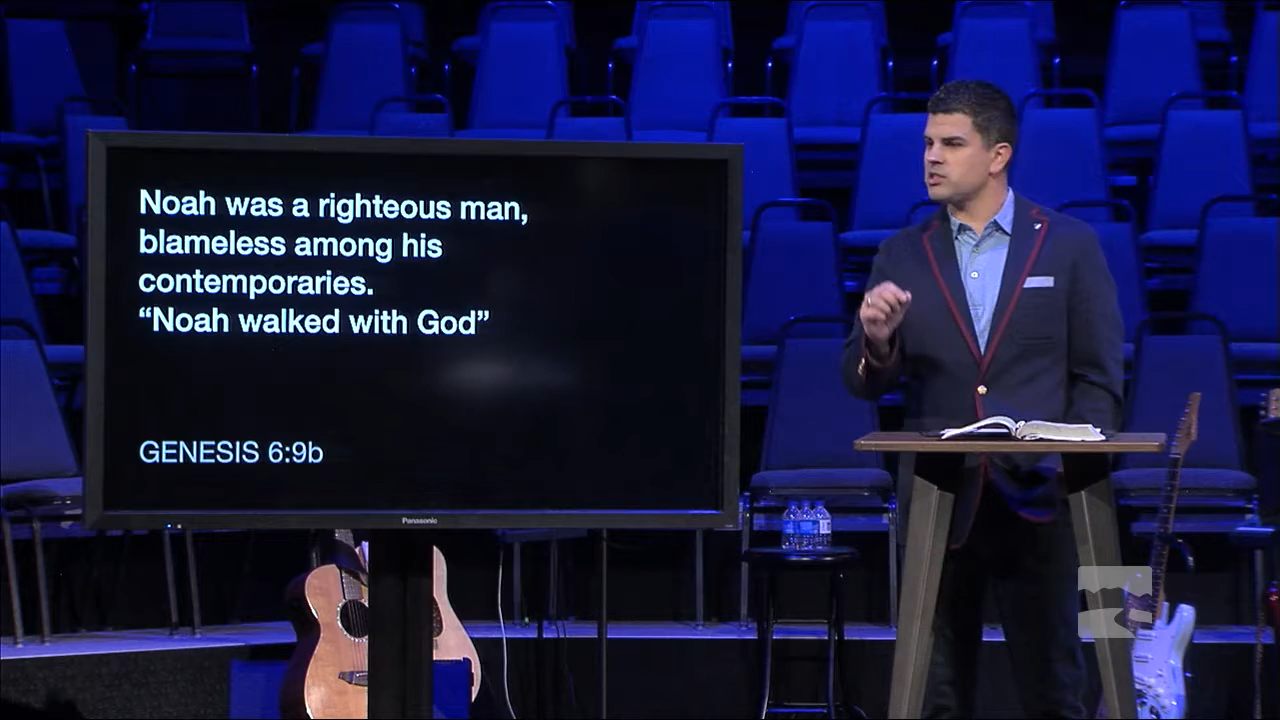 Noah was a righteous man,
blameless among his
contemporaries.
“Noah walked with God”
GENESIS 6:9b
Panasonic